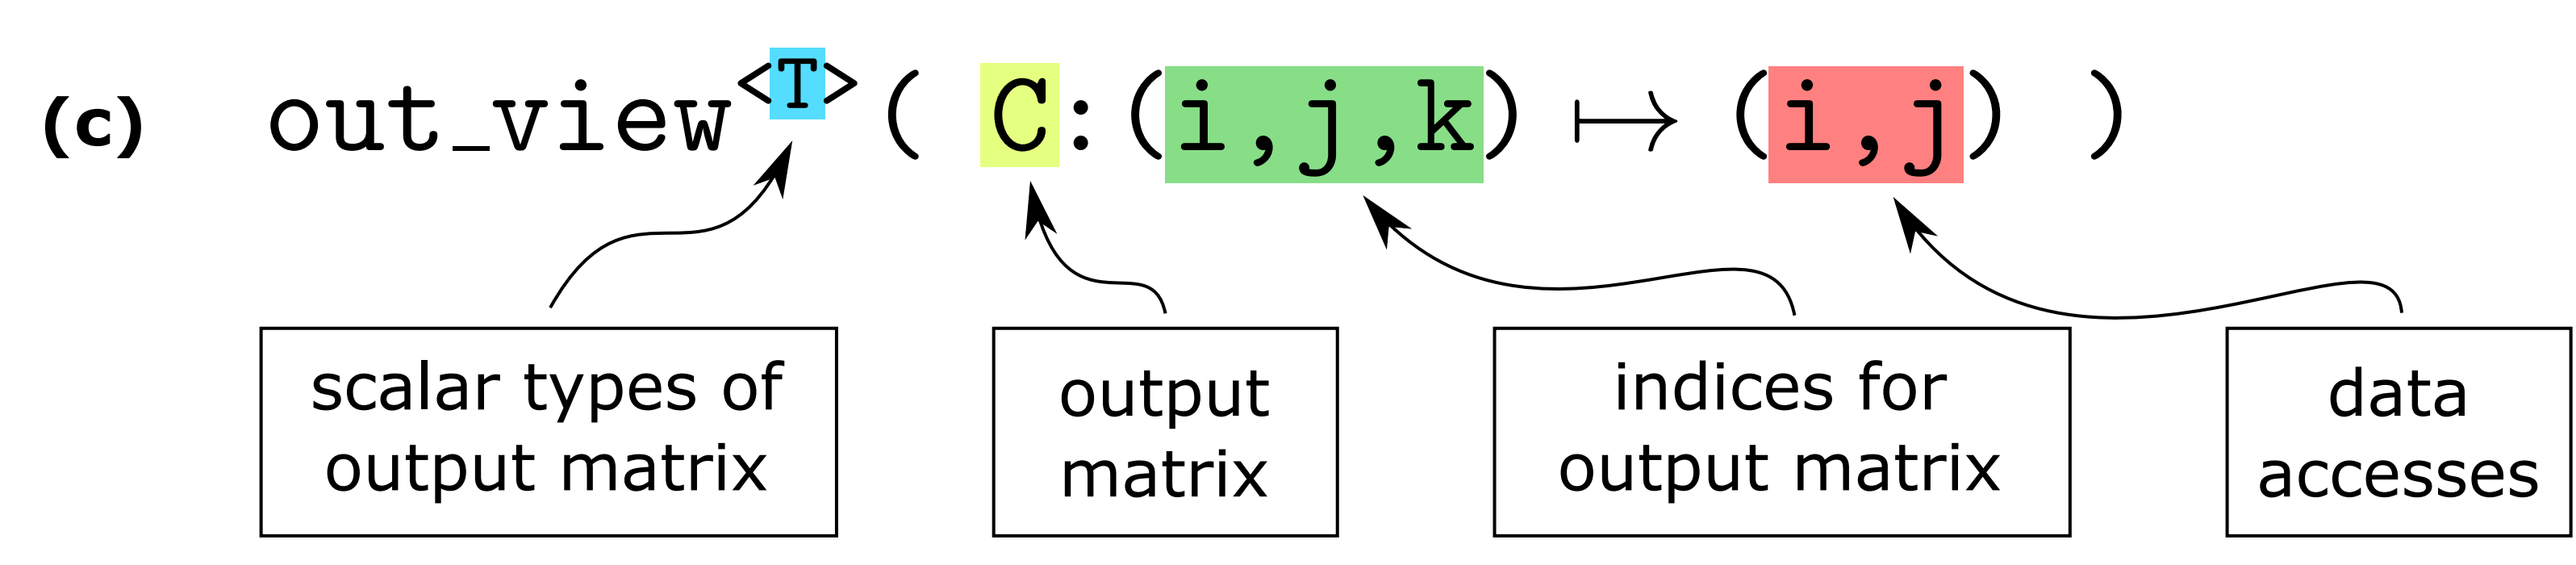 (c) out_view<T>( C:(i,j,k) ↦ (i,j) )
scalar types of
output matrix
output
matrix
indices for
output matrix
data
accesses